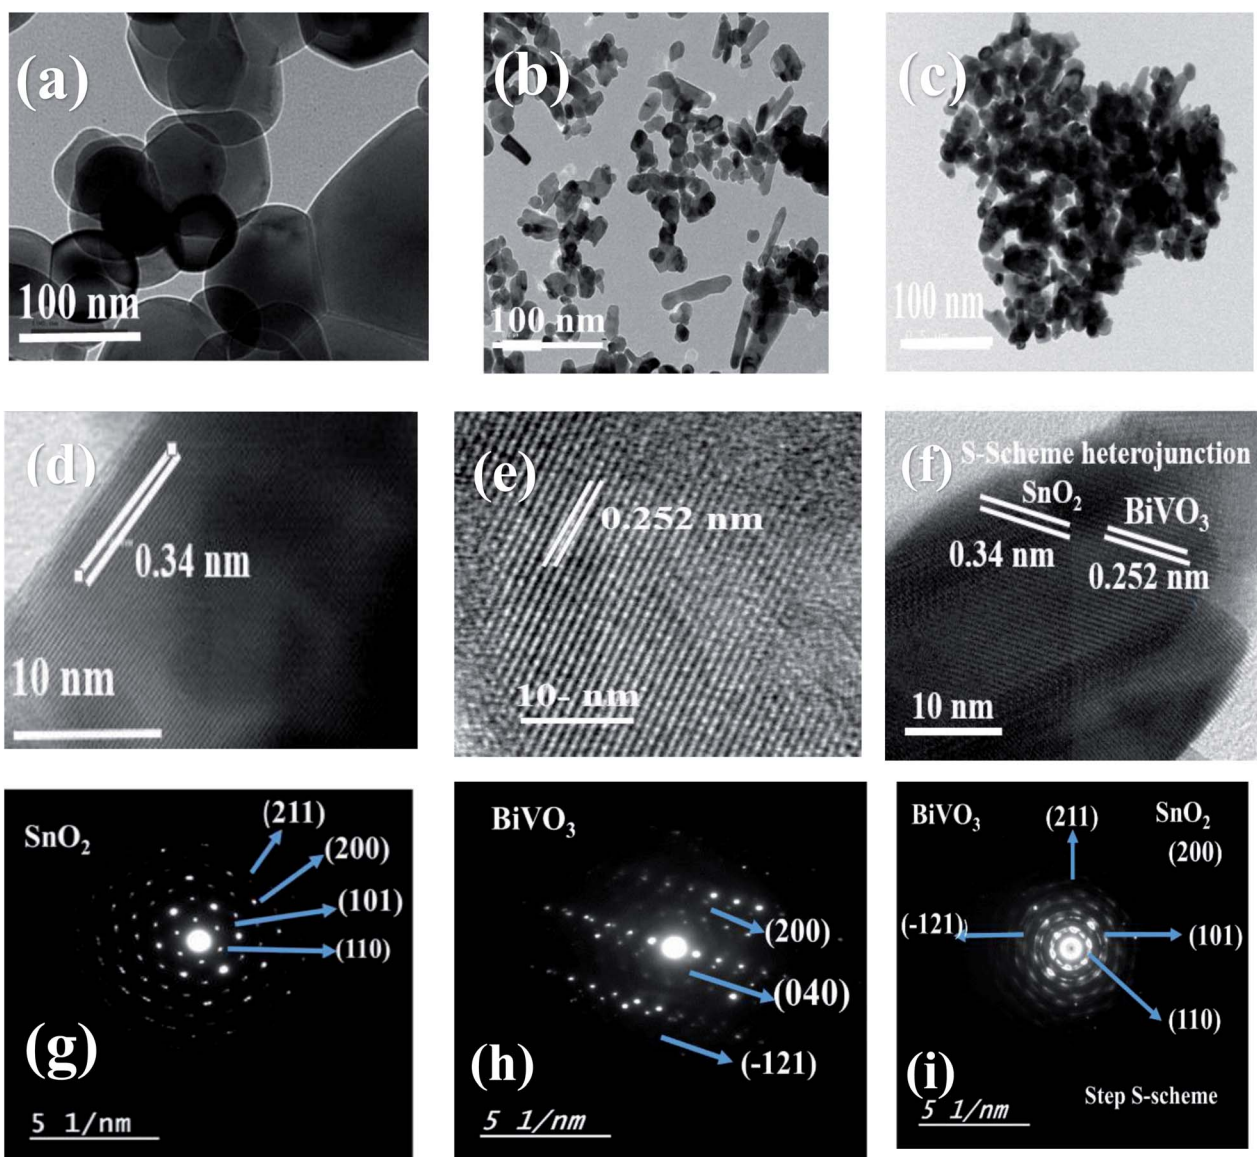 (a)
100 nm
(b)
100 nm
(c)
100 nm
(d)
0.34 nm
10 nm
(e)
0.252 nm
10- nm
(f)
S-Scheme heterojunction
SnO₂
BiVO₃
0.34 nm
0.252 nm
10 nm
SnO₂
(211)
(200)
(101)
(110)
(g)
5 1/nm
BiVO₃
(200)
(040)
(-121)
(h)
5 1/nm
BiVO₃
(211)
SnO₂
(200)
(-121)
(101)
(110)
(i)
Step S-scheme
5 1/nm